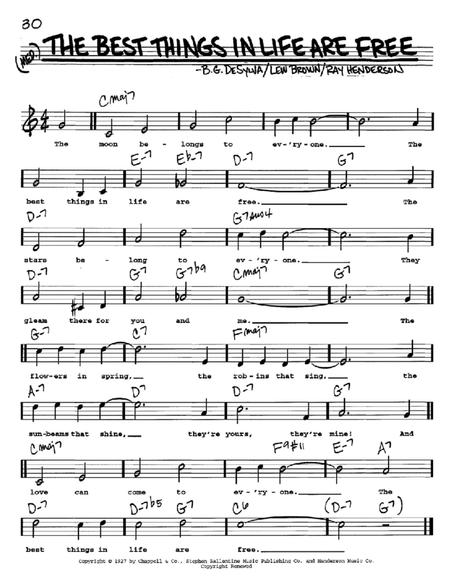 30
(MED.) THE BEST THINGS IN LIFE ARE FREE
-B.G. DeSYLVA/LEW BROWN/RAY HENDERSON
Cmaj7
The moon be - longs to ev-'ry-one. The
E-7 Eb-7 D-7 G7
best things in life are free. The
D-7 G7sus4
stars be - long to ev - 'ry - one. They
D-7 G7 G7b9 Cmaj7 G7
gleam there for you and me. The
G-7 C7 Fmaj7
flow-ers in spring, the rob-ins that sing, the
A-7 D7 D-7 G7
sun-beams that shine, they're yours, they're mine! And
Cmaj7 F9#11 E-7 A7
love can come to ev - 'ry - one. The
D-7 D-7b5 G7 C6 (D-7 G7)
best things in life are free.
Copyright © 1927 by Chappell & Co., Stephen Ballentine Music Publishing Co. and Henderson Music Co.
Copyright Renewed